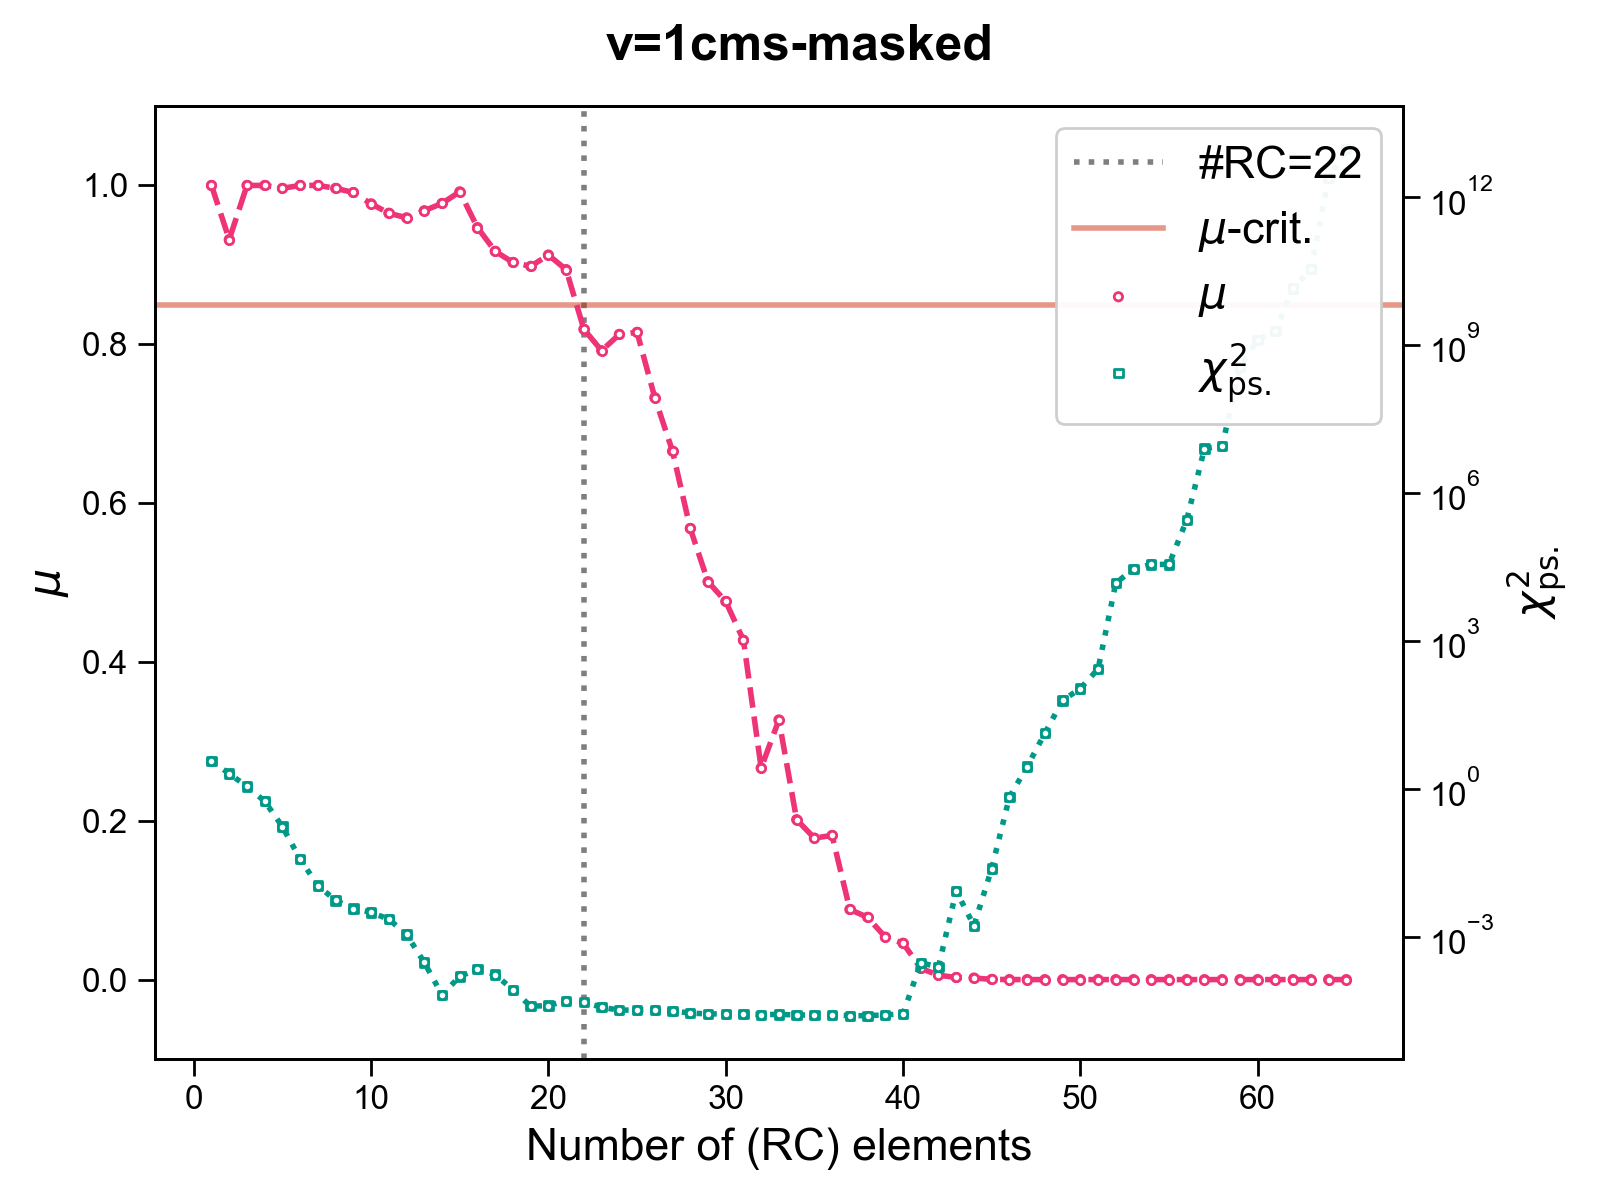 v=1cms-masked
#RC=22
μ-crit.
μ
χ²ps.
1.0
0.8
0.6
0.4
0.2
0.0
μ
10¹²
10⁹
10⁶
10³
10⁰
10⁻³
χ²ps.
0 10 20 30 40 50 60
Number of (RC) elements